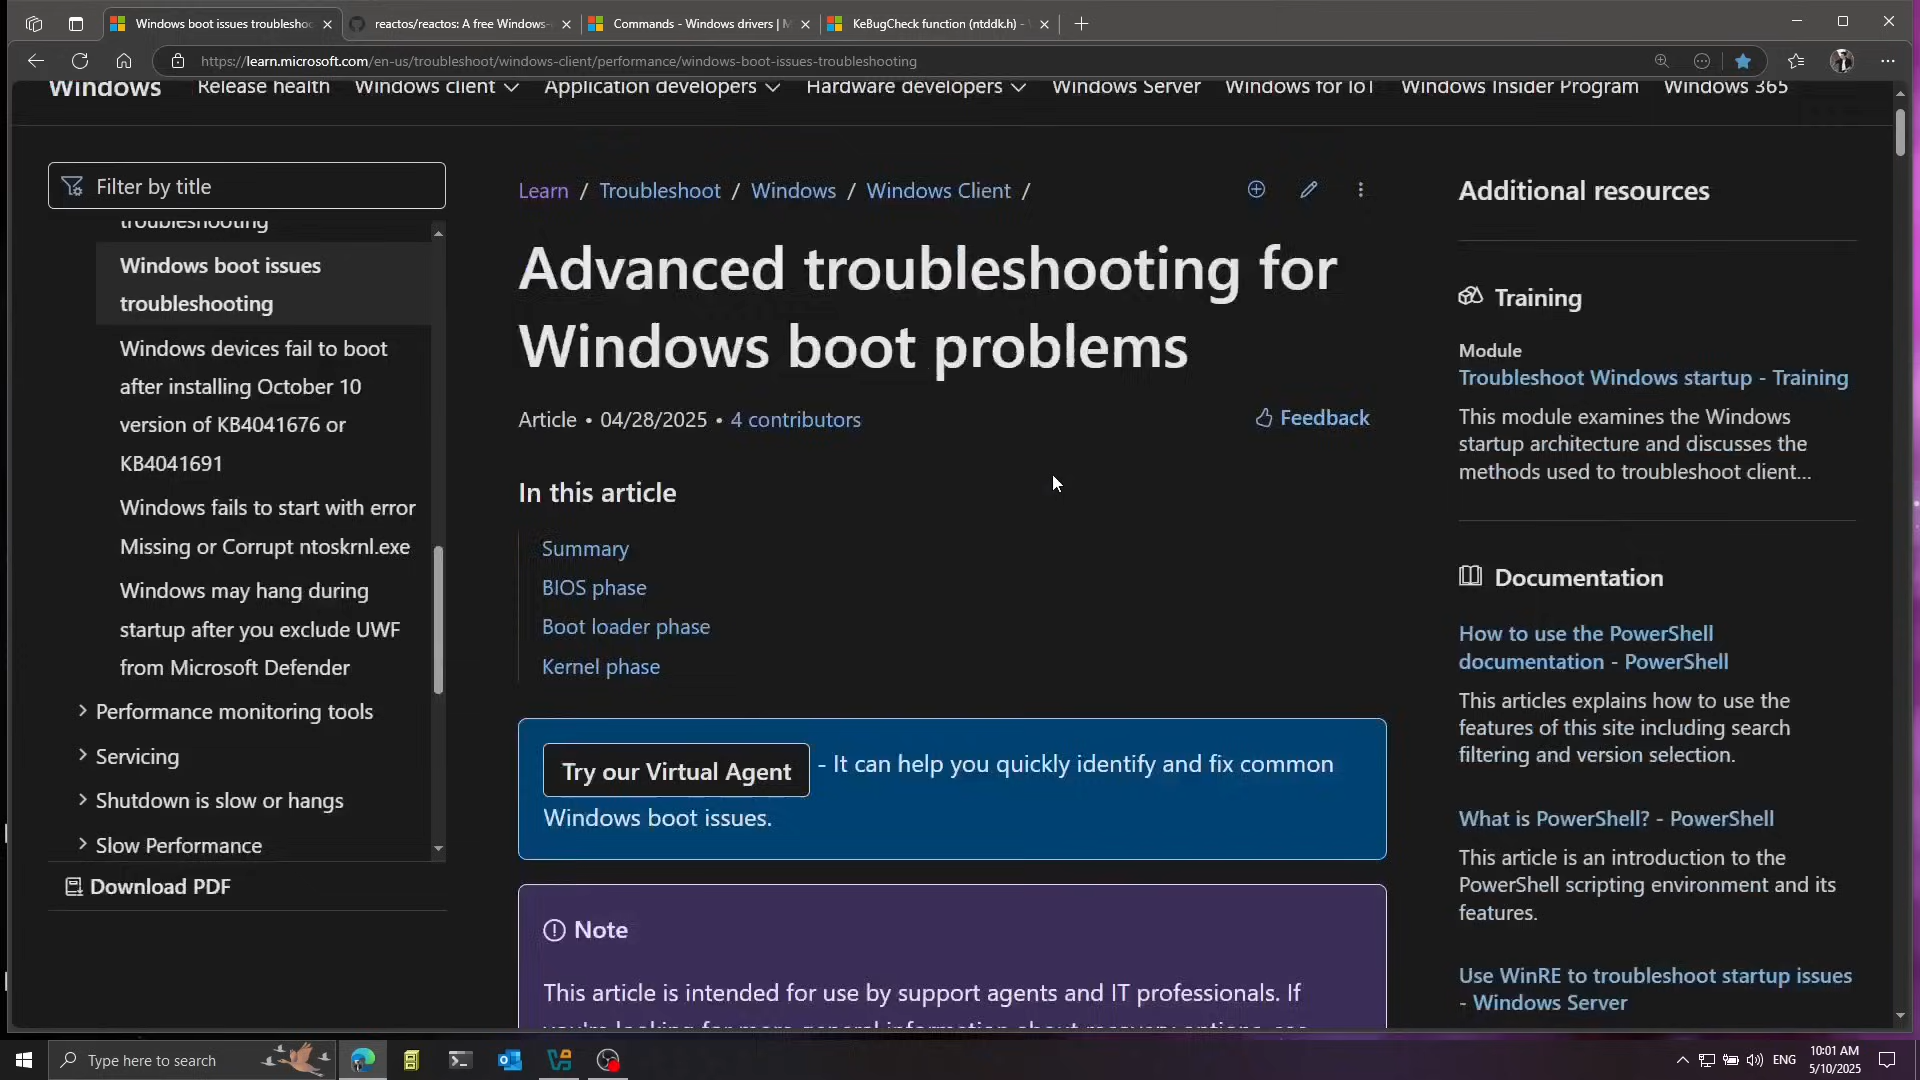 Windows boot issues troublesho
reactos/reactos: A free Windows-
Commands - Windows drivers | M
KeBugCheck function (ntddk.h) -
https://learn.microsoft.com/en-us/troubleshoot/windows-client/performance/windows-boot-issues-troubleshooting
Windows
Release health
Windows client
Application developers
Hardware developers
Windows Server
Windows for IoT
Windows Insider Program
Windows 365
Filter by title
troubleshooting
Windows boot issues
troubleshooting
Windows devices fail to boot
after installing October 10
version of KB4041676 or
KB4041691
Windows fails to start with error
Missing or Corrupt ntoskrnl.exe
Windows may hang during
startup after you exclude UWF
from Microsoft Defender
Performance monitoring tools
Servicing
Shutdown is slow or hangs
Slow Performance
Download PDF
Learn / Troubleshoot / Windows / Windows Client /
Advanced troubleshooting for
Windows boot problems
Article • 04/28/2025 • 4 contributors
Feedback
In this article
Summary
BIOS phase
Boot loader phase
Kernel phase
Try our Virtual Agent - It can help you quickly identify and fix common
Windows boot issues.
Note
This article is intended for use by support agents and IT professionals. If
you're looking for more general information about recovery options, see
Additional resources
Training
Module
Troubleshoot Windows startup - Training
This module examines the Windows
startup architecture and discusses the
methods used to troubleshoot client...
Documentation
How to use the PowerShell
documentation - PowerShell
This articles explains how to use the
features of this site including search
filtering and version selection.
What is PowerShell? - PowerShell
This article is an introduction to the
PowerShell scripting environment and its
features.
Use WinRE to troubleshoot startup issues
- Windows Server
Type here to search
ENG
10:01 AM
5/10/2025